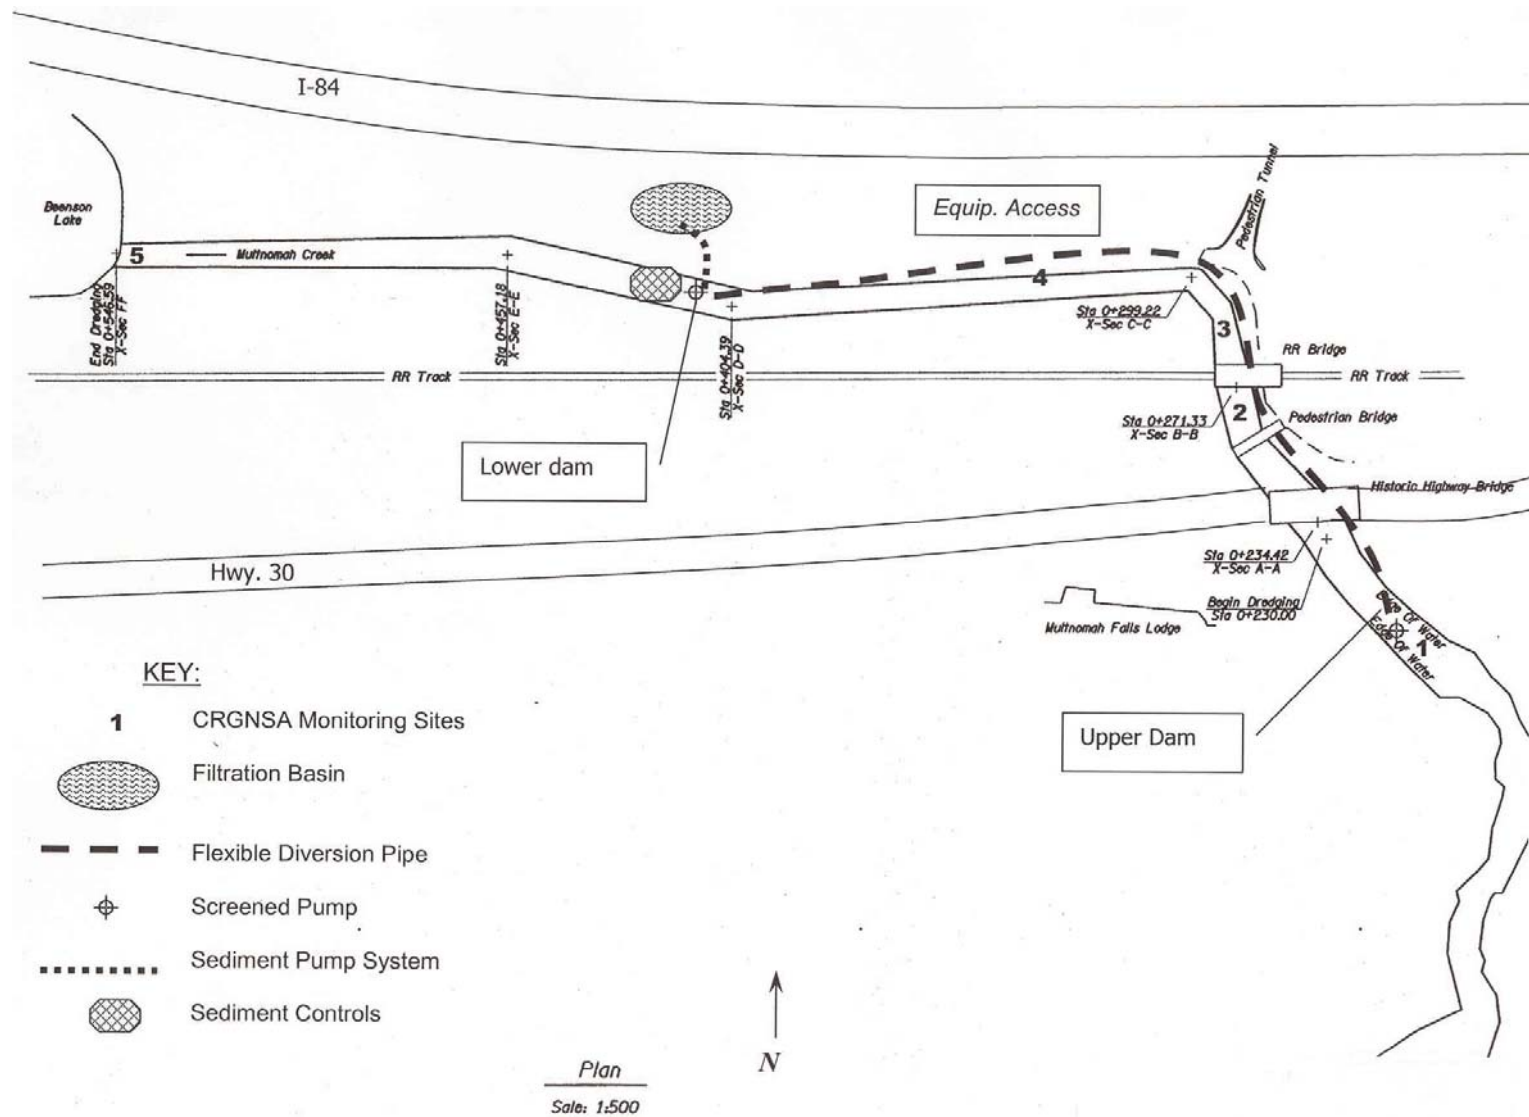 I-84
Pedestrian Tunnel
Equip. Access
Beenson
Lake
5
Multnomah Creek
4
End Dredging
Sta 0+546.59
X-Sec FF
Sta 0+457.18
X-Sec E-E
Sta 0+404.39
X-Sec D-D
Sta 0+299.22
X-Sec C-C
3
RR Bridge
RR Track
RR Track
2
Sta 0+271.33
X-Sec B-B
Pedestrian Bridge
Lower dam
Historic Highway Bridge
Hwy. 30
Sta 0+234.42
X-Sec A-A
Begin Dredging
Sta 0+230.00
Multnomah Falls Lodge
Edge Of Water
Edge Of Water
1
Upper Dam
KEY:
1 CRGNSA Monitoring Sites
Filtration Basin
Flexible Diversion Pipe
Screened Pump
Sediment Pump System
Sediment Controls
N
Plan
Sale: 1:500